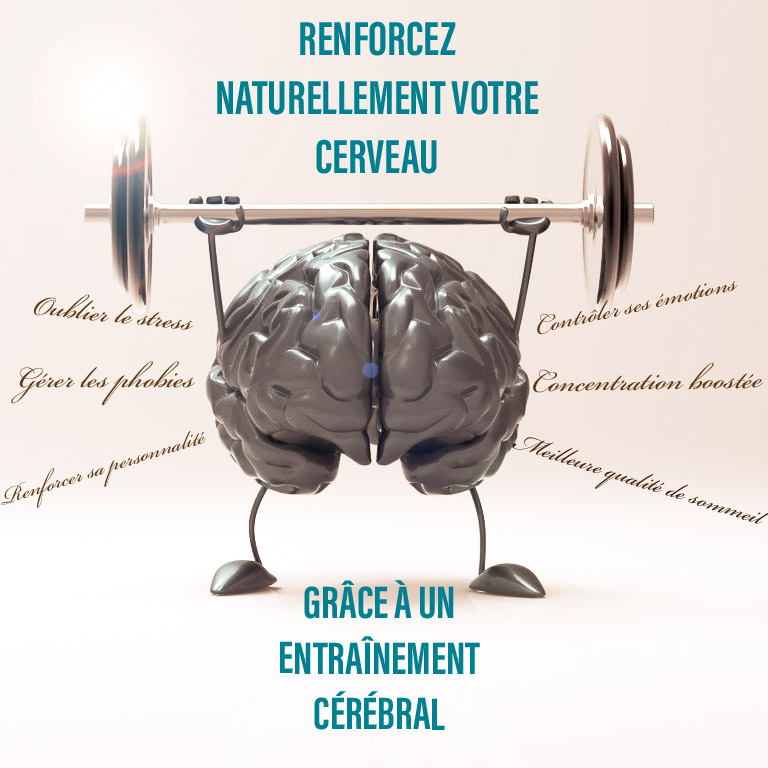 RENFORCEZ
NATURELLEMENT VOTRE
CERVEAU
Oublier le stress
Contrôler ses émotions
Gérer les phobies
Concentration boostée
Renforcer sa personnalité
Meilleure qualité de sommeil
GRÂCE À UN
ENTRAÎNEMENT
CÉRÉBRAL